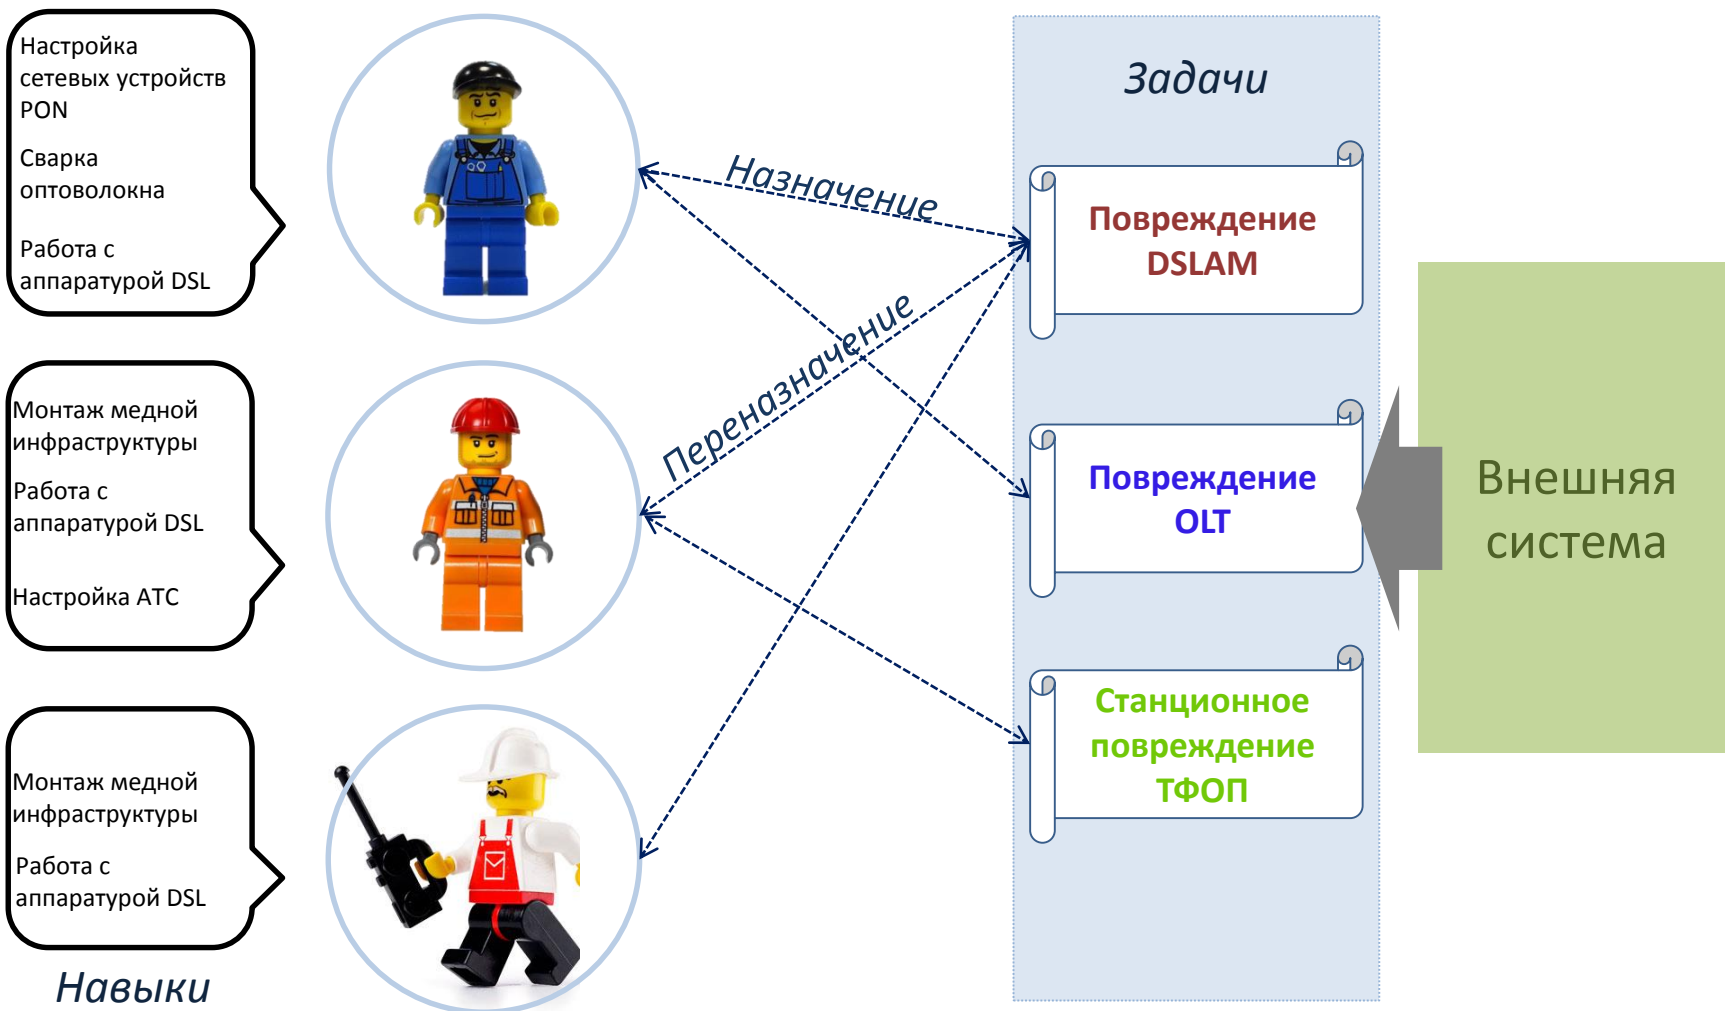 Настройка
сетевых устройств
PON
Сварка
оптоволокна
Работа с
аппаратурой DSL
Монтаж медной
инфраструктуры
Работа с
аппаратурой DSL
Настройка АТС
Монтаж медной
инфраструктуры
Работа с
аппаратурой DSL
Навыки
Назначение
Переназначение
Задачи
Повреждение
DSLAM
Повреждение
OLT
Станционное
повреждение
ТФОП
Внешняя
система